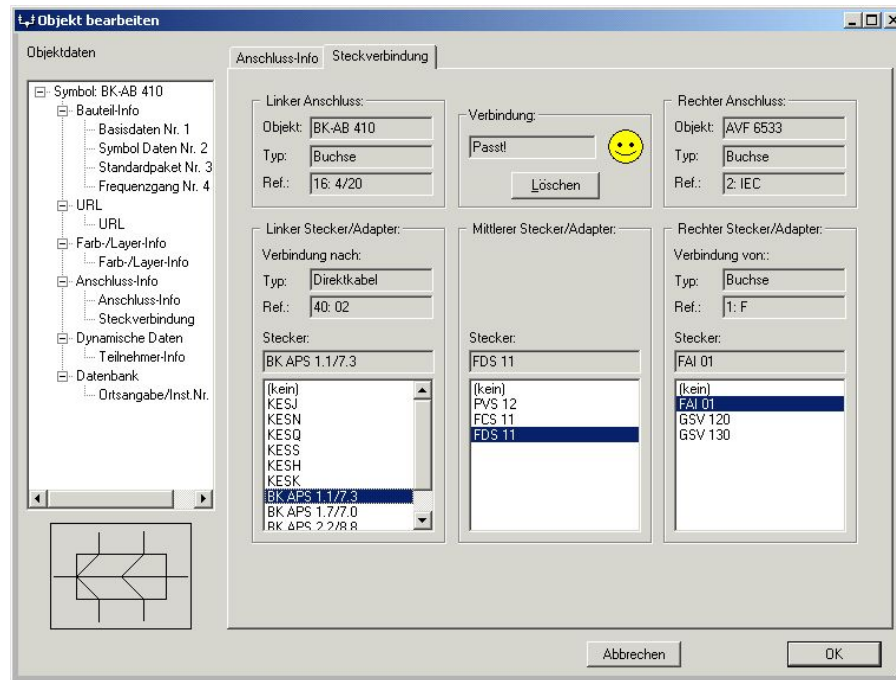 Objekt bearbeiten
Objektdaten
Symbol: BK-AB 410
Bauteil-Info
Basisdaten Nr. 1
Symbol Daten Nr. 2
Standardpaket Nr. 3
Frequenzgang Nr. 4
URL
URL
Farb-/Layer-Info
Farb-/Layer-Info
Anschluss-Info
Anschluss-Info
Steckverbindung
Dynamische Daten
Teilnehmer-Info
Datenbank
Ortsangabe/Inst.Nr.
Anschluss-Info
Steckverbindung
Linker Anschluss:
Objekt: BK-AB 410
Typ: Buchse
Ref.: 16: 4/20
Verbindung:
Passt!
Löschen
Rechter Anschluss:
Objekt: AVF 6533
Typ: Buchse
Ref.: 2: IEC
Linker Stecker/Adapter:
Verbindung nach:
Typ: Direktkabel
Ref.: 40: 02
Stecker:
BK APS 1.1/7.3
(kein)
KESJ
KESN
KESQ
KESS
KESH
KESK
BK APS 1.1/7.3
BK APS 1.7/7.0
BK APS 2.2/8.8
Mittlerer Stecker/Adapter:
Stecker:
FDS 11
(kein)
PVS 12
FCS 11
FDS 11
Rechter Stecker/Adapter:
Verbindung von::
Typ: Buchse
Ref.: 1: F
Stecker:
FAI 01
(kein)
FAI 01
GSV 120
GSV 130
Abbrechen
OK